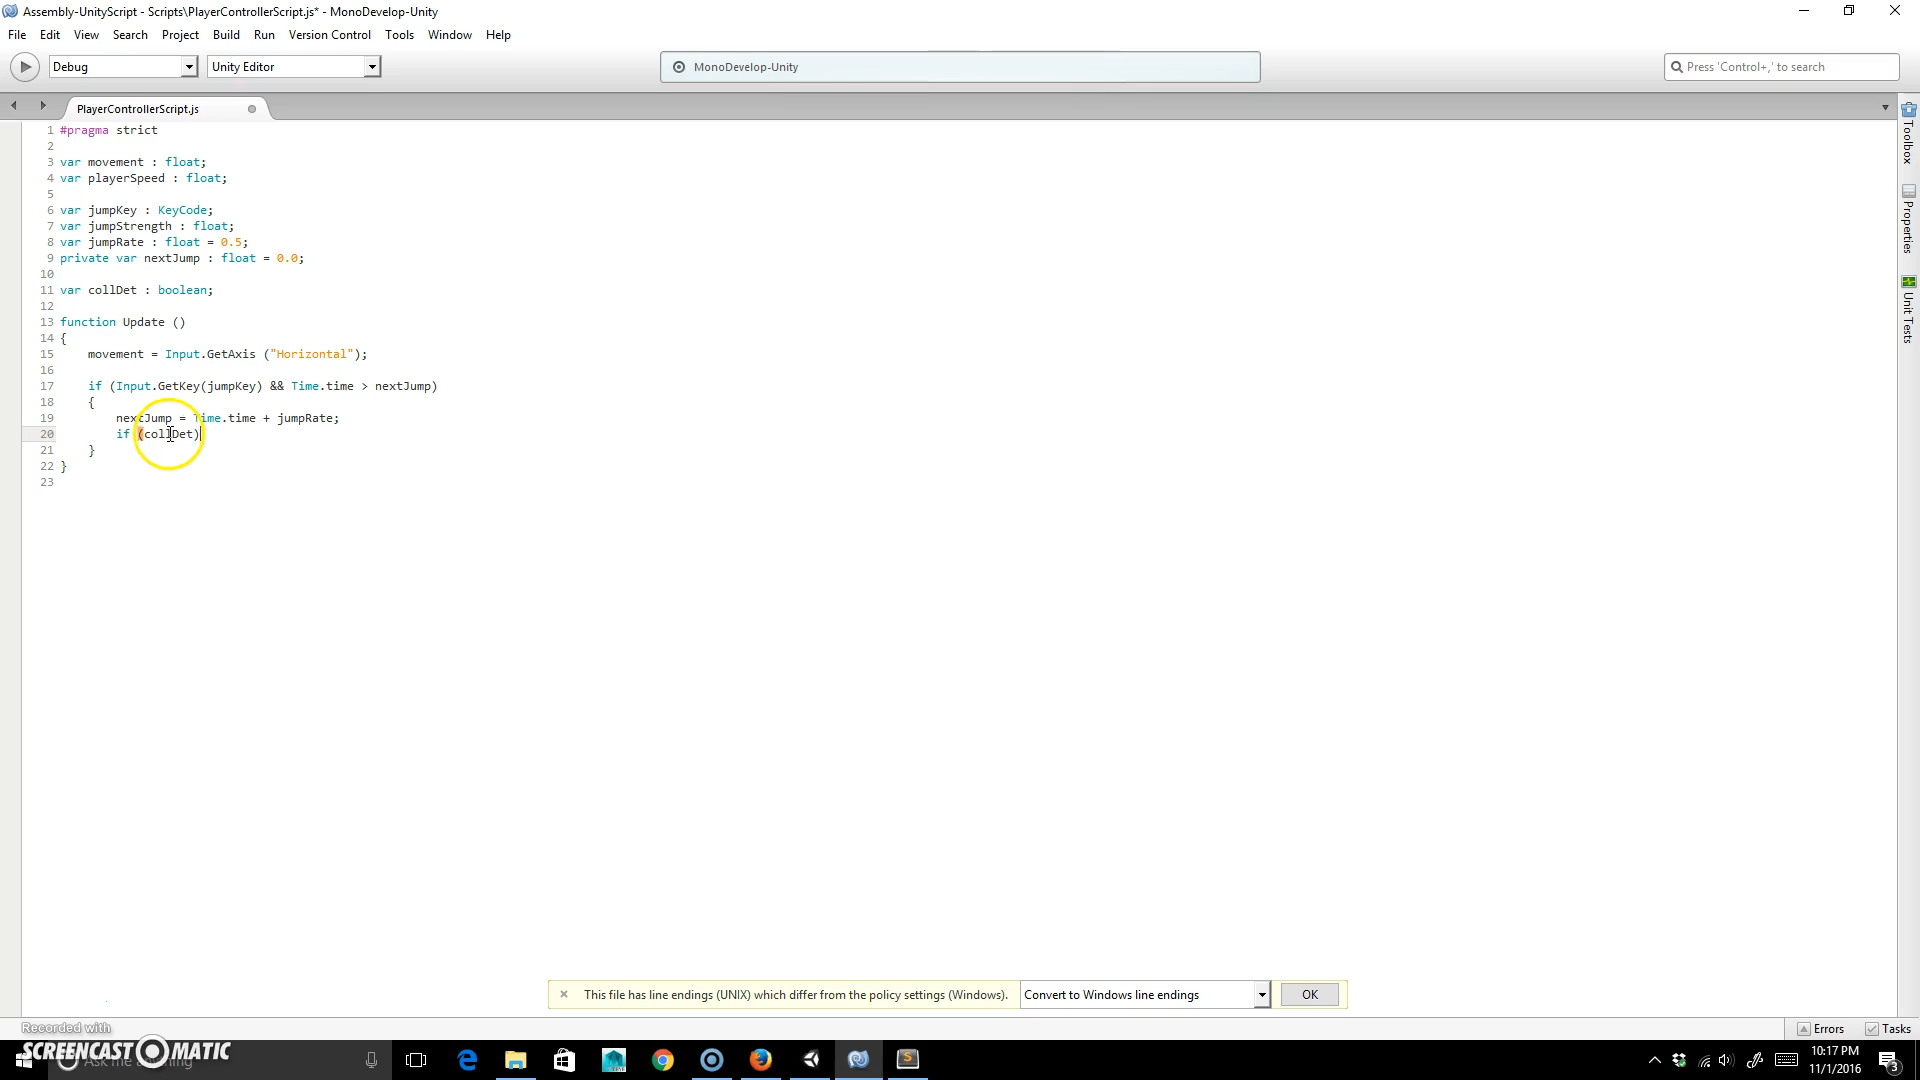 Assembly-UnityScript - Scripts\PlayerControllerScript.js* - MonoDevelop-Unity
File Edit View Search Project Build Run Version Control Tools Window Help
Debug Unity Editor MonoDevelop-Unity Press 'Control+,' to search
PlayerControllerScript.js
1 #pragma strict
2
3 var movement : float;
4 var playerSpeed : float;
5
6 var jumpKey : KeyCode;
7 var jumpStrength : float;
8 var jumpRate : float = 0.5;
9 private var nextJump : float = 0.0;
10
11 var collDet : boolean;
12
13 function Update ()
14 {
15 movement = Input.GetAxis ("Horizontal");
16
17 if (Input.GetKey(jumpKey) && Time.time > nextJump)
18 {
19 nextJump = Time.time + jumpRate;
20 if (collDet)
21 }
22 }
23
Toolbox
Properties
Unit Tests
This file has line endings (UNIX) which differ from the policy settings (Windows). Convert to Windows line endings OK
Errors Tasks
Recorded with
SCREENCAST MATIC
Ask me anything
S
10:17 PM
11/1/2016
3